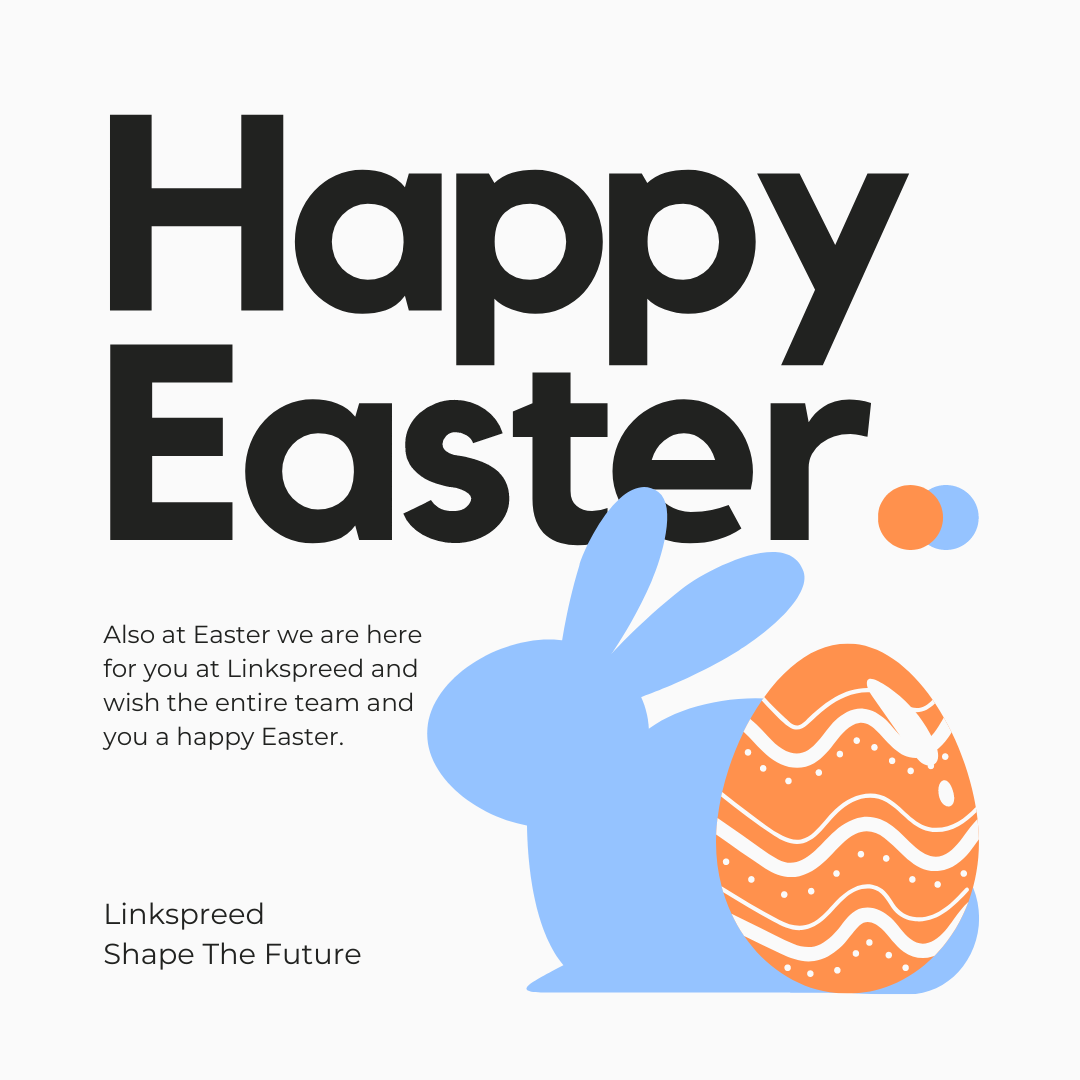 Happy
Easter
Also at Easter we are here
for you at Linkspreed and
wish the entire team and
you a happy Easter.
Linkspreed
Shape The Future